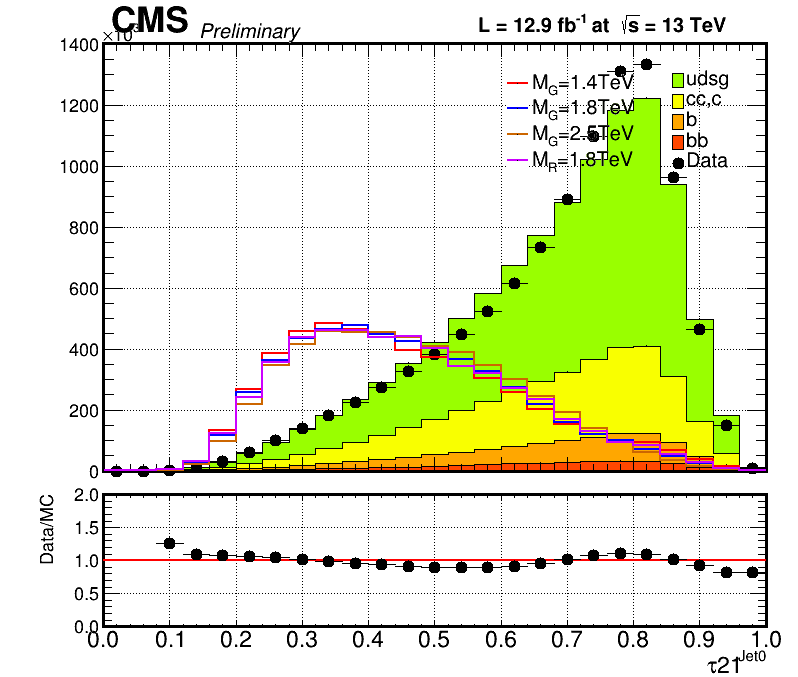 CMS Preliminary L = 12.9 fb⁻¹ at √s = 13 TeV
×10³
1400
1200
1000
800
600
400
200
0
M_G=1.4TeV
M_G=1.8TeV
M_G=2.5TeV
M_R=1.8TeV
udsg
cc,c
b
bb
Data
Data/MC
2.0
1.5
1.0
0.5
0.0
0.0 0.1 0.2 0.3 0.4 0.5 0.6 0.7 0.8 0.9 1.0
τ21^Jet0